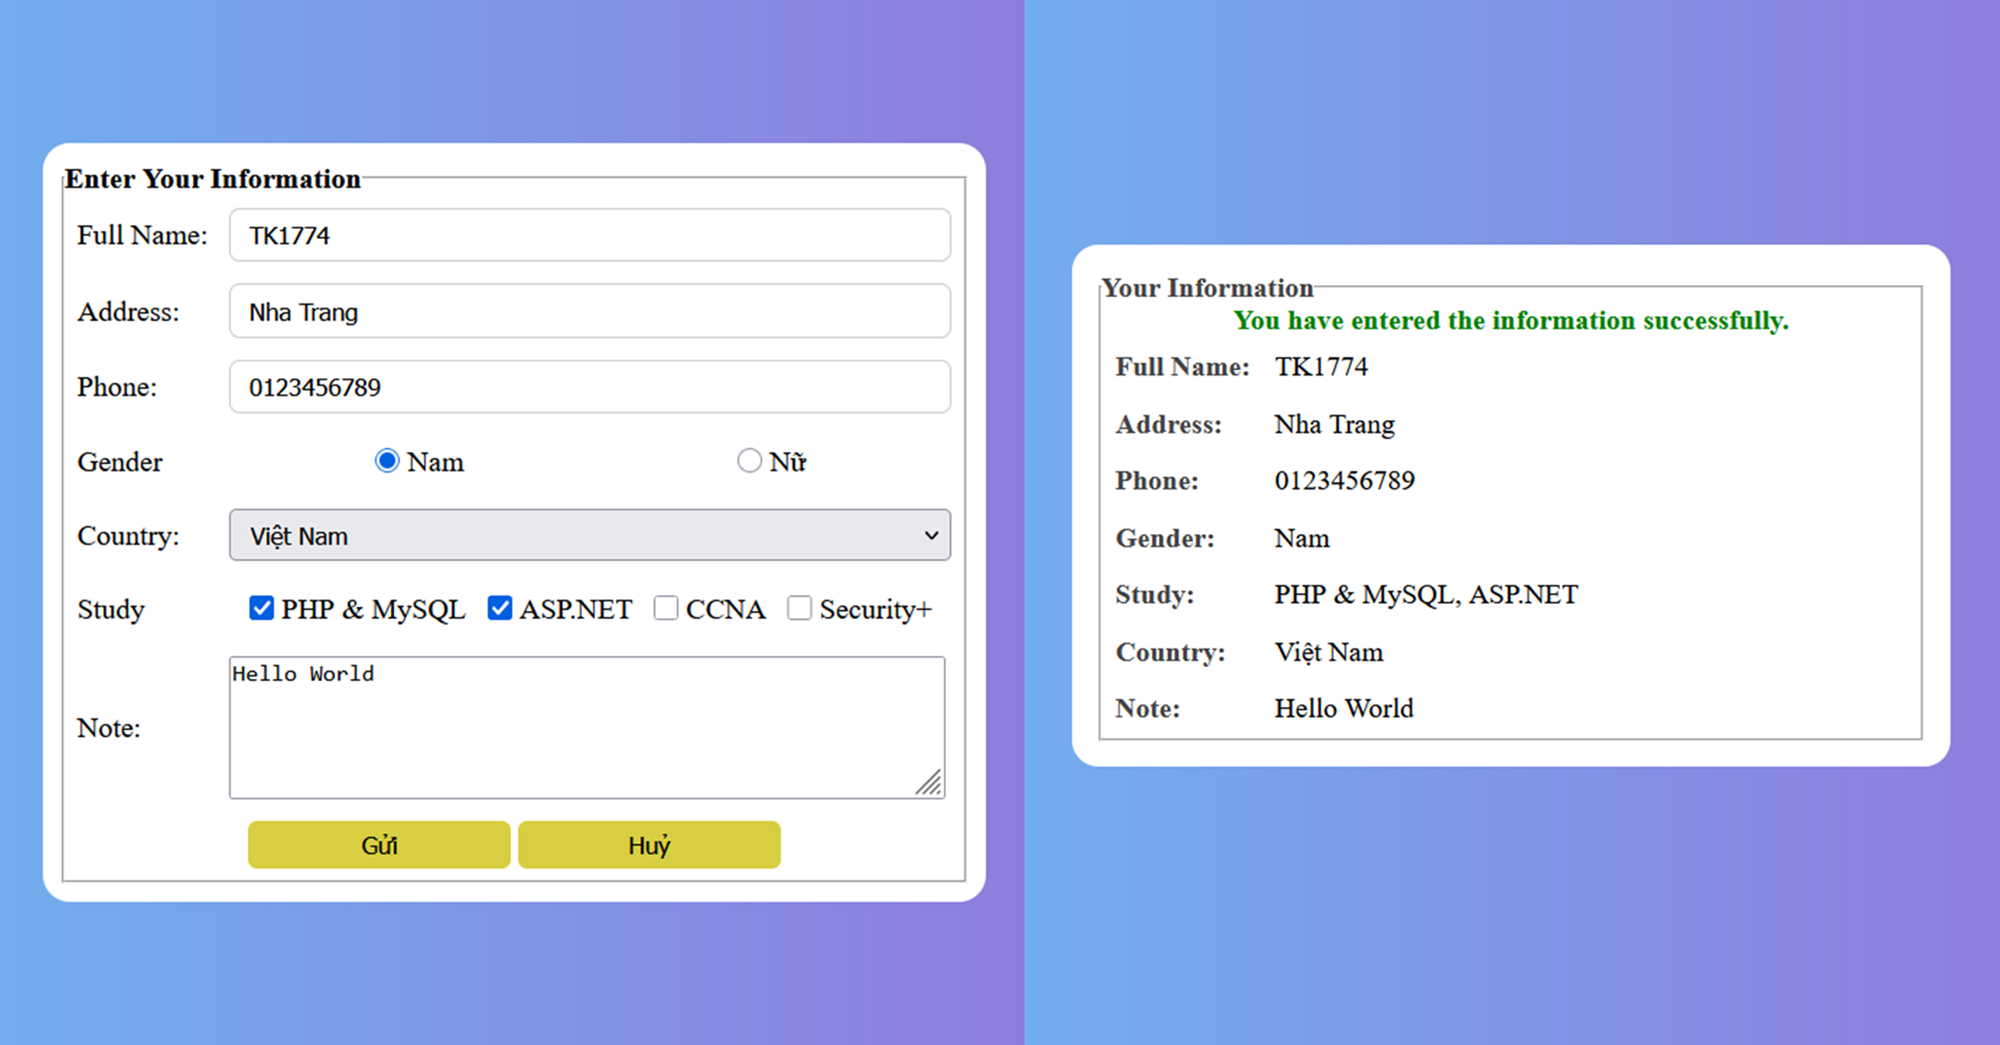 Enter Your Information
Full Name: TK1774
Address: Nha Trang
Phone: 0123456789
Gender Nam Nữ
Country: Việt Nam
Study PHP & MySQL ASP.NET CCNA Security+
Note: Hello World
Gửi Huỷ
Your Information
You have entered the information successfully.
Full Name: TK1774
Address: Nha Trang
Phone: 0123456789
Gender: Nam
Study: PHP & MySQL, ASP.NET
Country: Việt Nam
Note: Hello World